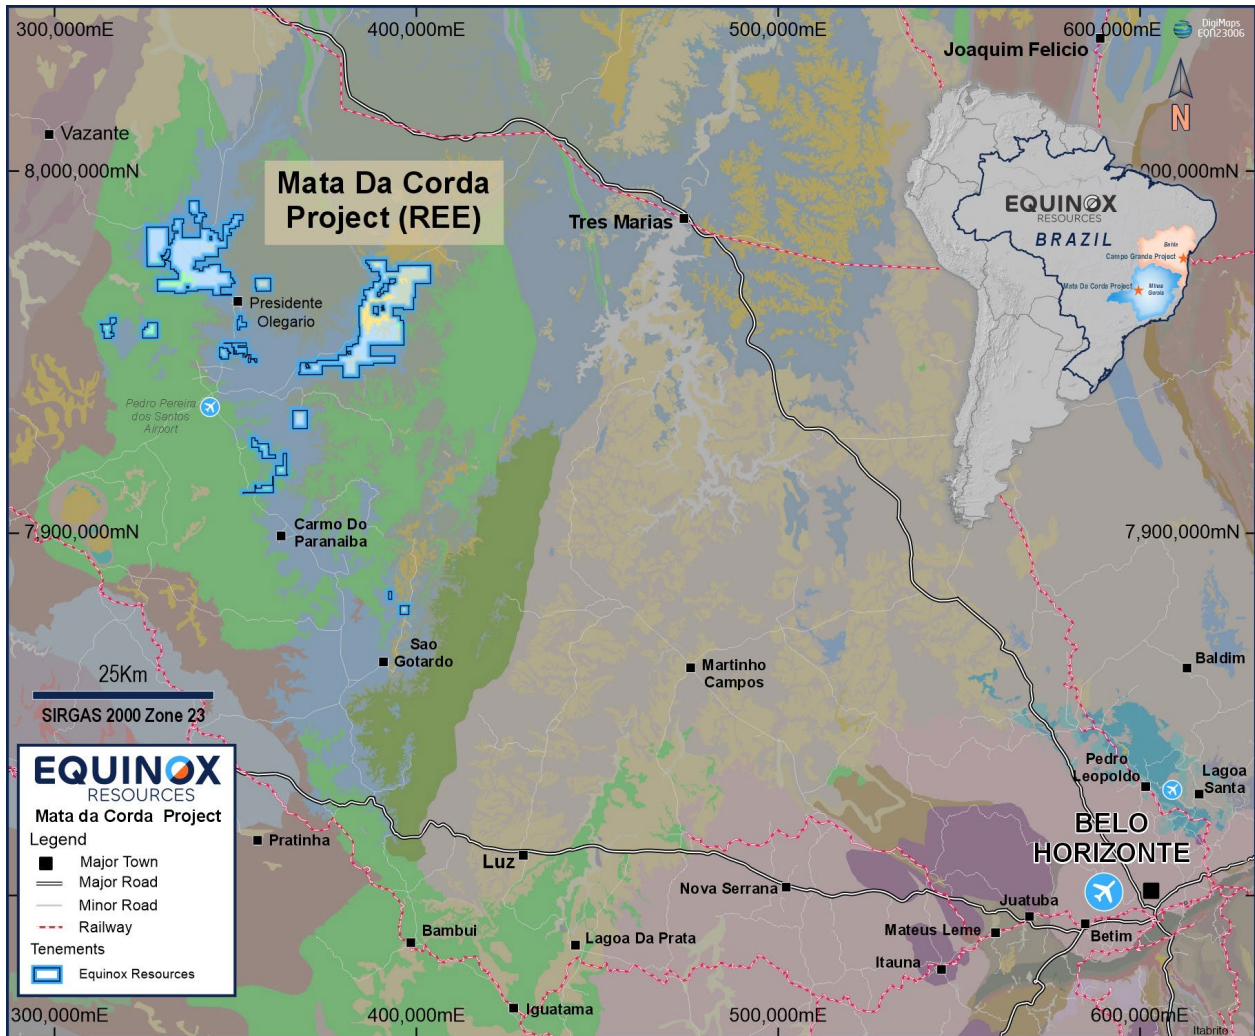 300,000mE
400,000mE
500,000mE
600,000mE
DigiMaps
EQN23006
Joaquim Felicio
N
Vazante
8,000,000mN
Mata Da Corda
Project (REE)
Tres Marias
000,000mN
EQUINOX
RESOURCES
BRAZIL
Bahia
Campo Grande Project
Mata Da Corda Project
Minas
Gerais
Presidente
Olegario
Pedro Pereira
dos Santos
Airport
7,900,000mN
7,900,000mN
Carmo Do
Paranaiba
Sao
Gotardo
Martinho
Campos
Baldim
25Km
SIRGAS 2000 Zone 23
Pedro
Leopoldo
Lagoa
Santa
EQUINOX
RESOURCES
Mata da Corda Project
Legend
Major Town
Major Road
Minor Road
Railway
Tenements
Equinox Resources
Pratinha
Luz
BELO
HORIZONTE
Nova Serrana
Juatuba
Mateus Leme
Betim
Bambui
Lagoa Da Prata
Itauna
Iguatama
300,000mE
400,000mE
500,000mE
600,000mE
Itabrito